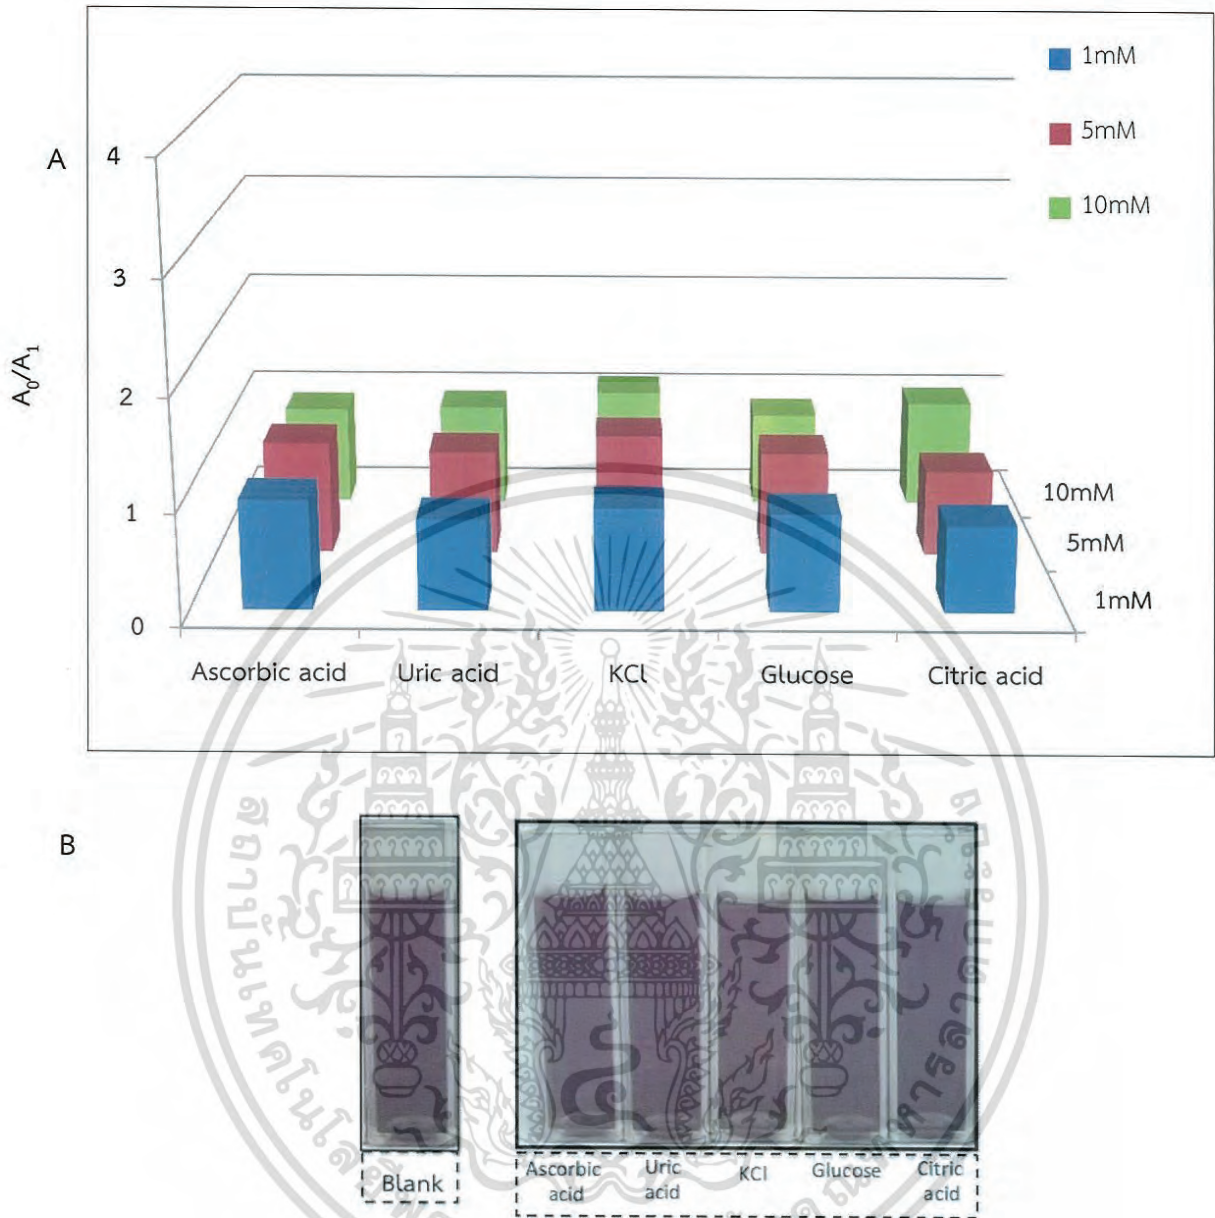 A
A₀/A₁
4
3
2
1
0
1mM
5mM
10mM
10mM
5mM
1mM
Ascorbic acid
Uric acid
KCl
Glucose
Citric acid
B
Blank
Ascorbic acid
Uric acid
KCl
Glucose
Citric acid